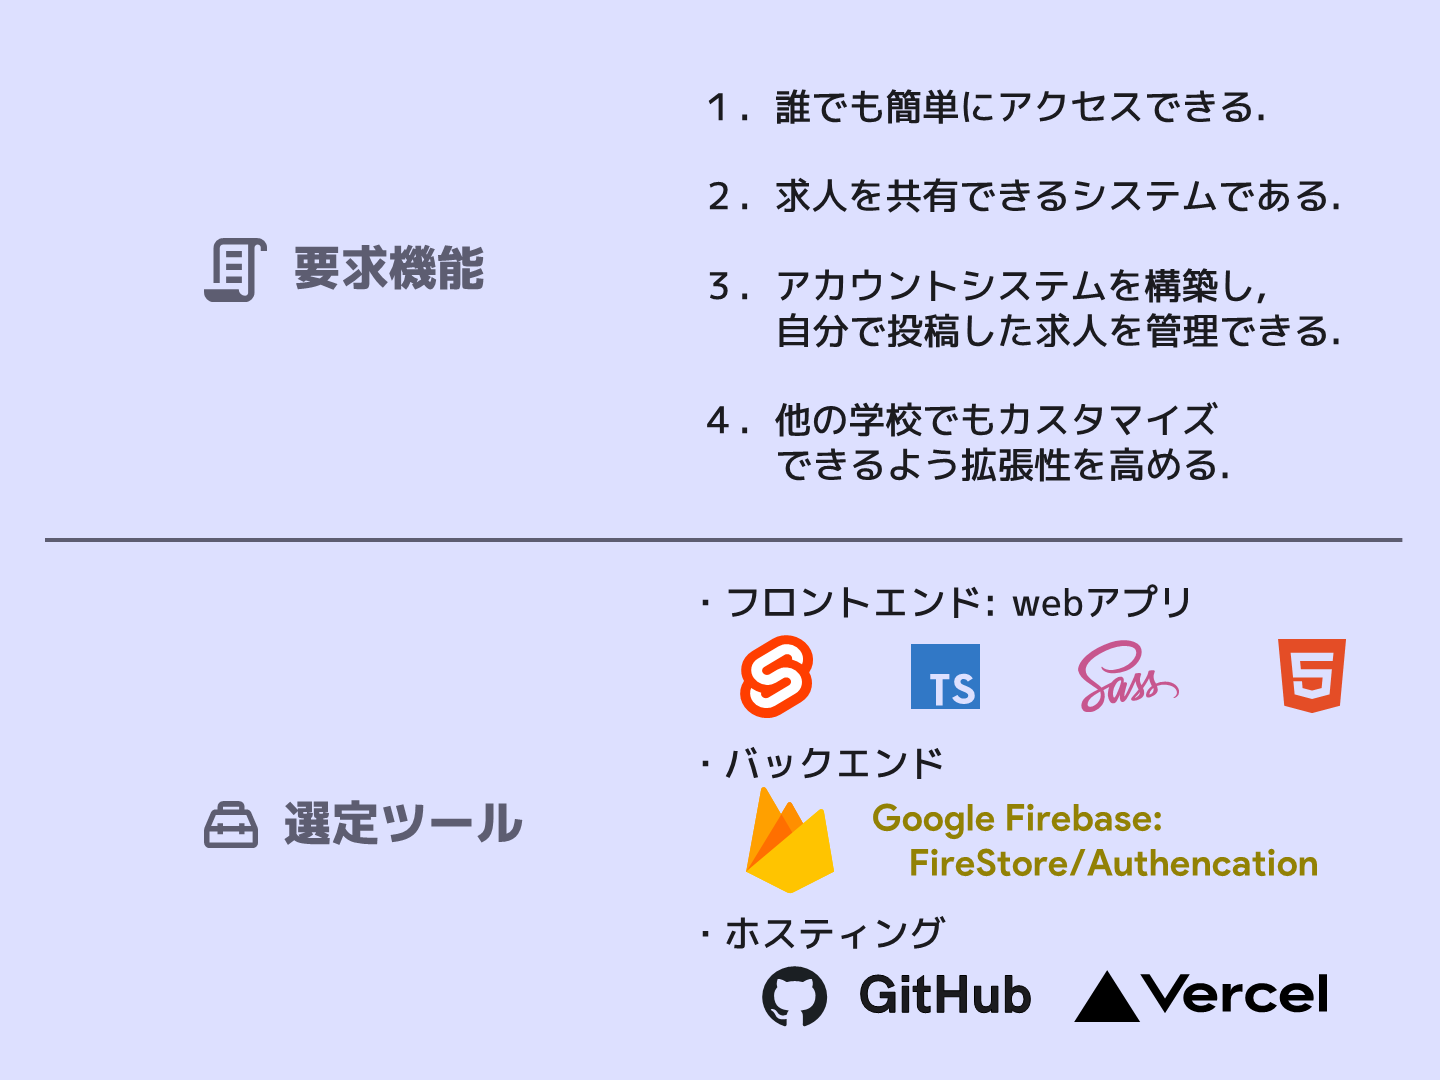 要求機能
１．誰でも簡単にアクセスできる.
２．求人を共有できるシステムである.
３．アカウントシステムを構築し,
自分で投稿した求人を管理できる.
４．他の学校でもカスタマイズ
できるよう拡張性を高める.
選定ツール
・フロントエンド: webアプリ
TS
Sass
5
・バックエンド
Google Firebase:
FireStore/Authencation
・ホスティング
GitHub
Vercel